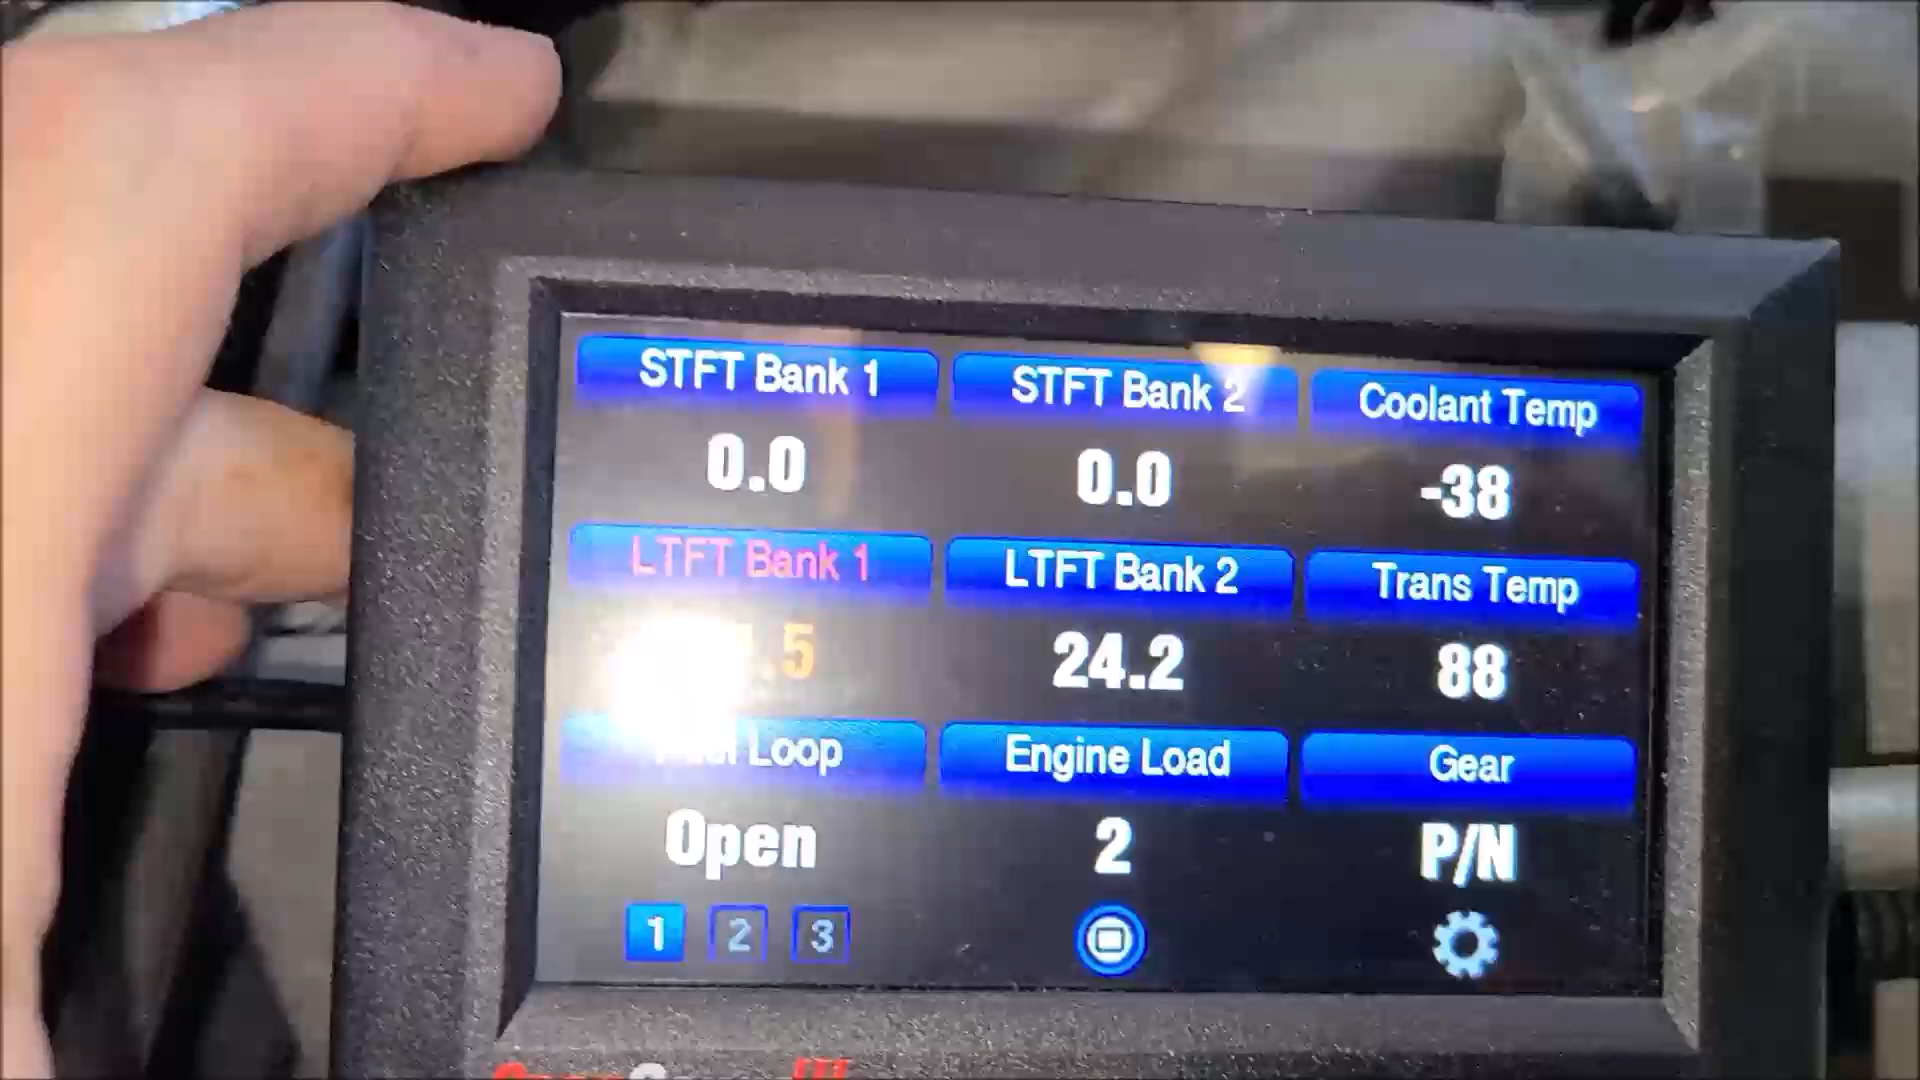 STFT Bank 1
STFT Bank 2
Coolant Temp
0.0
0.0
-38
LTFT Bank 1
LTFT Bank 2
Trans Temp
.5
24.2
88
Loop
Engine Load
Gear
Open
2
P/N
1 2 3